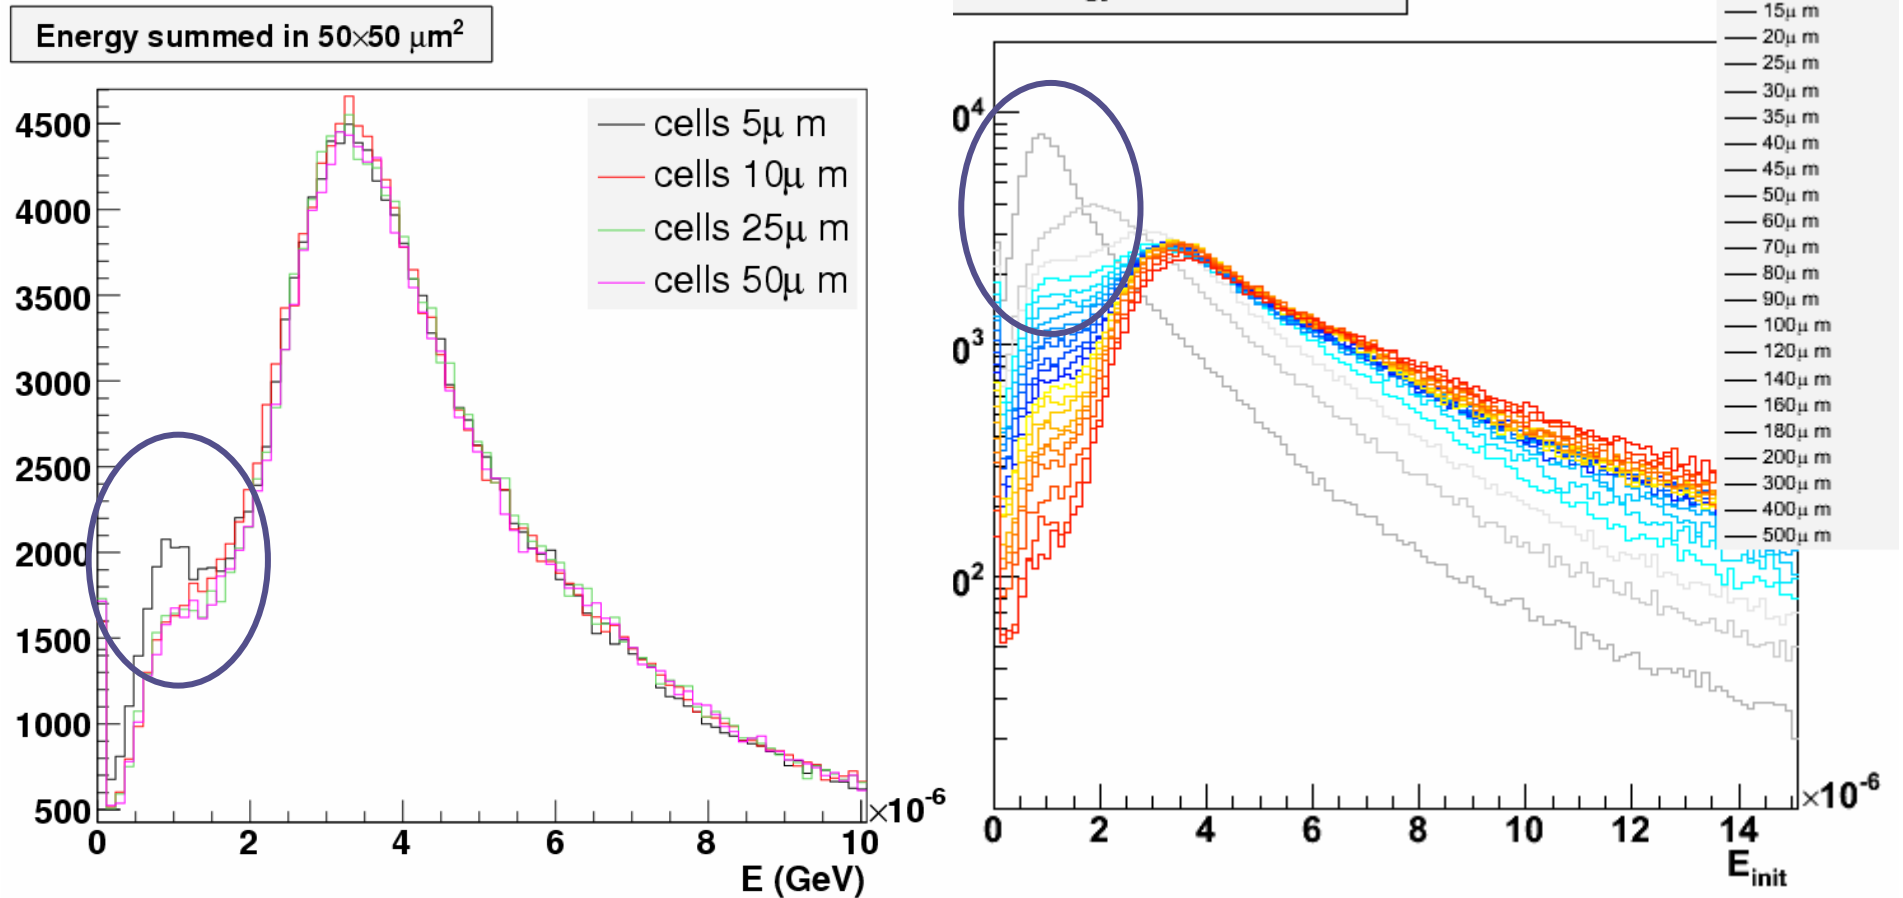 Energy summed in 50×50 μm²
4500
4000
3500
3000
2500
2000
1500
1000
500
cells 5μ m
cells 10μ m
cells 25μ m
cells 50μ m
0 2 4 6 8 10
×10⁻⁶
E (GeV)
15μ m
20μ m
25μ m
30μ m
35μ m
40μ m
45μ m
50μ m
60μ m
70μ m
80μ m
90μ m
100μ m
120μ m
140μ m
160μ m
180μ m
200μ m
300μ m
400μ m
500μ m
0⁴
0³
0²
0 2 4 6 8 10 12 14
×10⁻⁶
E_init